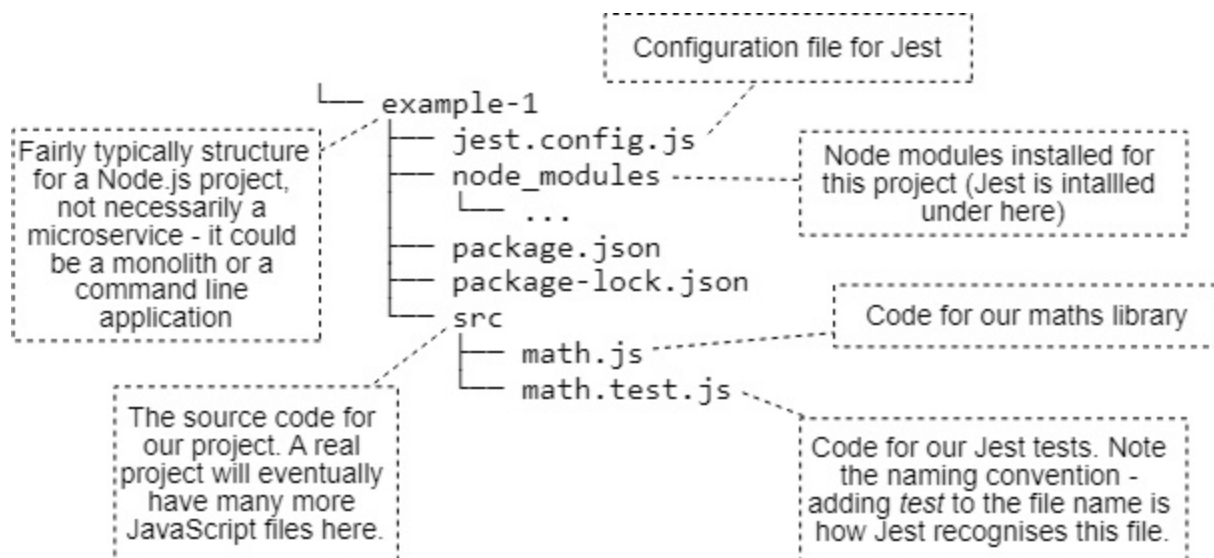 Configuration file for Jest
└── example-1
├── jest.config.js
├── node_modules
└── ...
├── package.json
├── package-lock.json
└── src
├── math.js
└── math.test.js
Fairly typically structure
for a Node.js project,
not necessarily a
microservice - it could
be a monolith or a
command line
application
Node modules installed for
this project (Jest is intallled
under here)
Code for our maths library
The source code for
our project. A real
project will eventually
have many more
JavaScript files here.
Code for our Jest tests. Note
the naming convention -
adding test to the file name is
how Jest recognises this file.